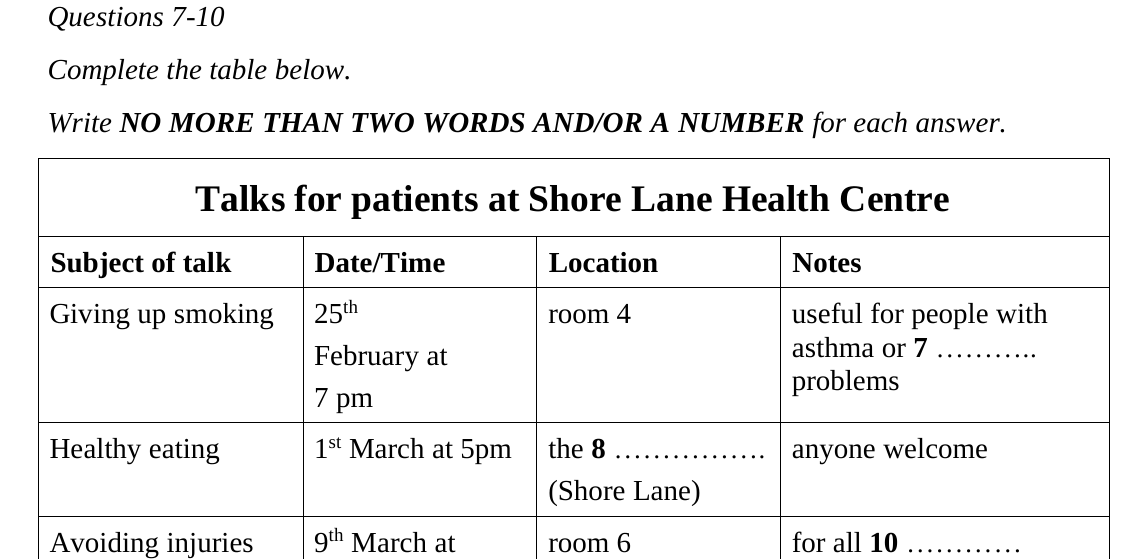 Questions 7-10
Complete the table below.
Write NO MORE THAN TWO WORDS AND/OR A NUMBER for each answer.
Talks for patients at Shore Lane Health Centre
Subject of talk
Date/Time
Location
Notes
Giving up smoking
25th
February at
7 pm
room 4
useful for people with
asthma or 7 ………..
problems
Healthy eating
1st March at 5pm
the 8 …………….
(Shore Lane)
anyone welcome
Avoiding injuries
9th March at
room 6
for all 10 …………